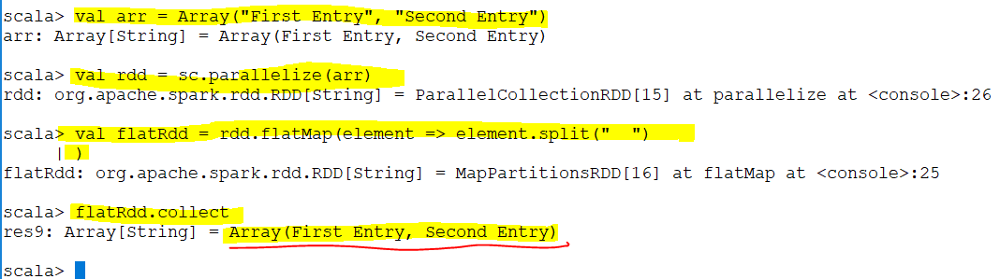 scala> val arr = Array("First Entry", "Second Entry")
arr: Array[String] = Array(First Entry, Second Entry)
scala> val rdd = sc.parallelize(arr)
rdd: org.apache.spark.rdd.RDD[String] = ParallelCollectionRDD[15] at parallelize at <console>:26
scala> val flatRdd = rdd.flatMap(element => element.split("  ")
     | )
flatRdd: org.apache.spark.rdd.RDD[String] = MapPartitionsRDD[16] at flatMap at <console>:25
scala> flatRdd.collect
res9: Array[String] = Array(First Entry, Second Entry)
scala>